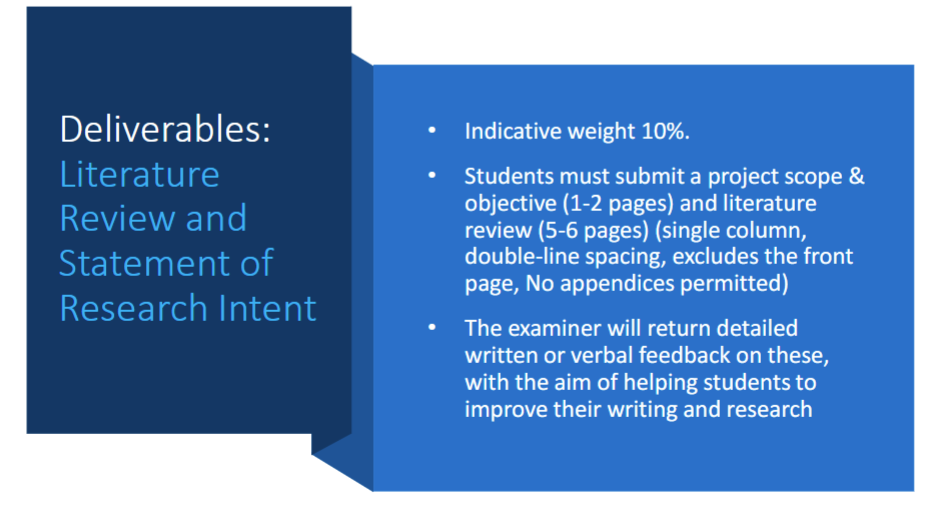 Deliverables:
Literature
Review and
Statement of
Research Intent
• Indicative weight 10%.
• Students must submit a project scope &
objective (1-2 pages) and literature
review (5-6 pages) (single column,
double-line spacing, excludes the front
page, No appendices permitted)
• The examiner will return detailed
written or verbal feedback on these,
with the aim of helping students to
improve their writing and research